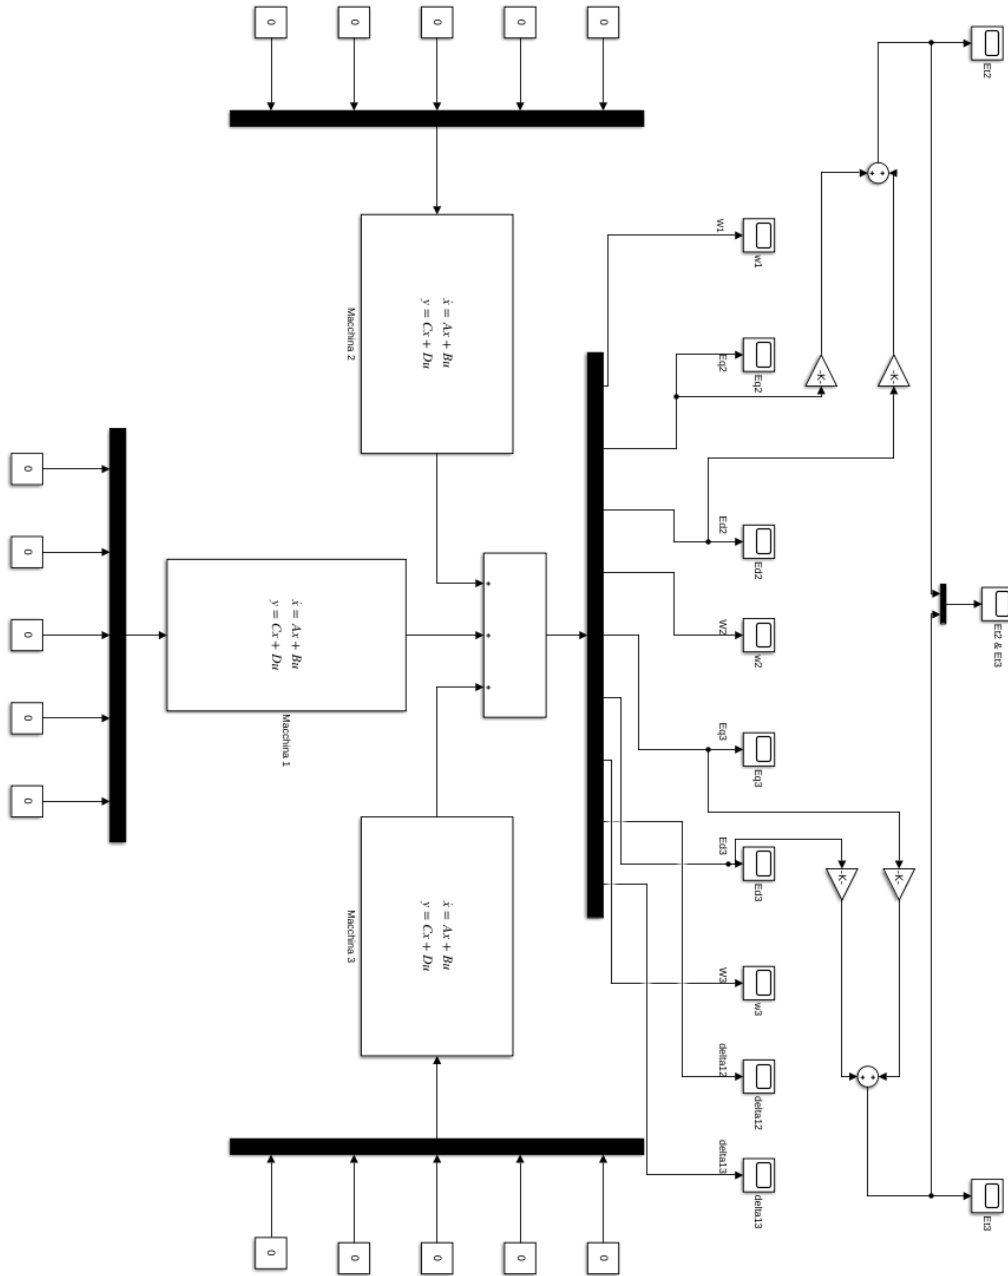 Et2
Et2 & Et3
Et3
+ +
+ +
-K-
-K-
-K-
-K-
w1
Eq2
Ed2
w2
Eq3
Ed3
w3
delta12
delta13
W1
Eq2
Ed2
W2
Eq3
Ed3
W3
delta12
delta13
0
0
0
0
0
ẋ = Ax + Bu
y = Cx + Du
Macchina 2
+
+
+
ẋ = Ax + Bu
y = Cx + Du
Macchina 3
0
0
0
0
0
ẋ = Ax + Bu
y = Cx + Du
Macchina 1
0
0
0
0
0